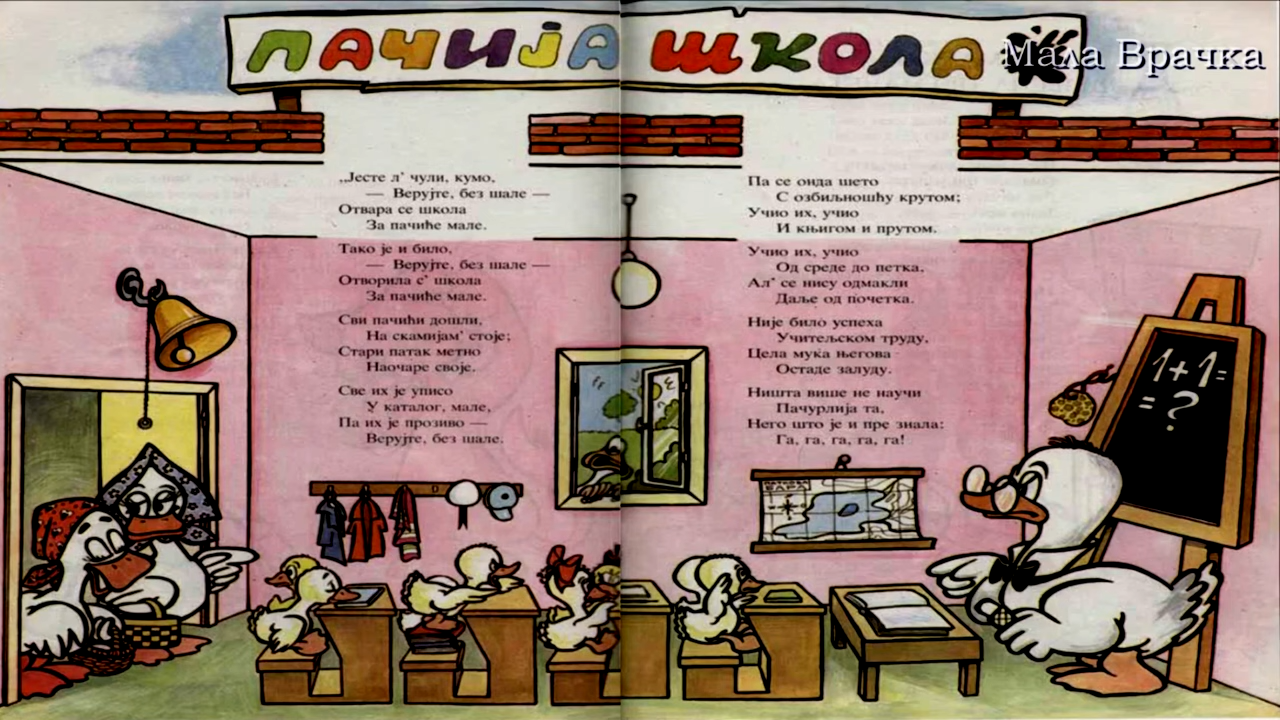 ПАЧИЈА ШКОЛА
Мала Врачка
„Јесте л’ чули, кумо,
— Верујте, без шале —
Отвара се школа
За пачиће мале.
Тако је и било,
— Верујте, без шале —
Отворила с’ школа
За пачиће мале.
Сви пачићи дошли,
На скамијам’ стоје;
Стари патак метно
Наочаре своје.
Све их је уписо
У каталог, мале,
Па их је прозиво —
Верујте, без шале.
Па се онда шето
С озбиљношћу крутом;
Учио их, учио
И књигом и прутом.
Учио их, учио
Од среде до петка,
Ал’ се нису одмакли
Даље од почетка.
Није било успеха
Учитељском труду,
Цела мука његова
Остаде залуду.
Ништа више не научи
Пачурлија та,
Него што је и пре знала:
Га, га, га, га, га!
1+1=
=?
БАРА